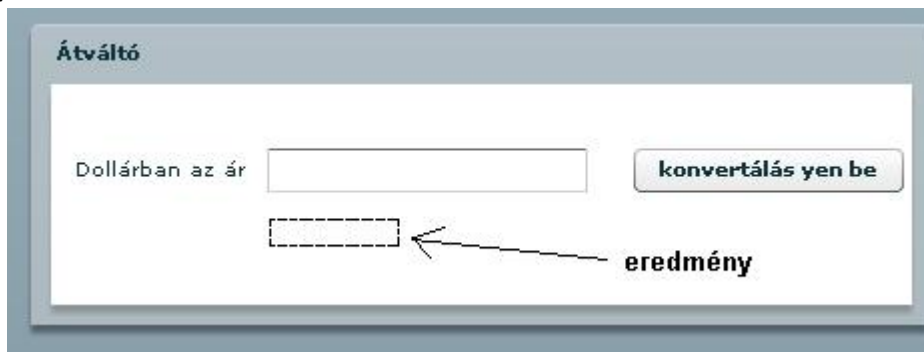 Átváltó
Dollárban az ár
konvertálás yen be
eredmény